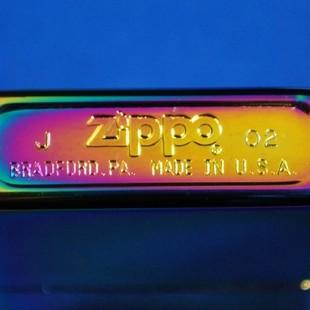 J Zippo® 02
BRADFORD,PA. MADE IN U.S.A.